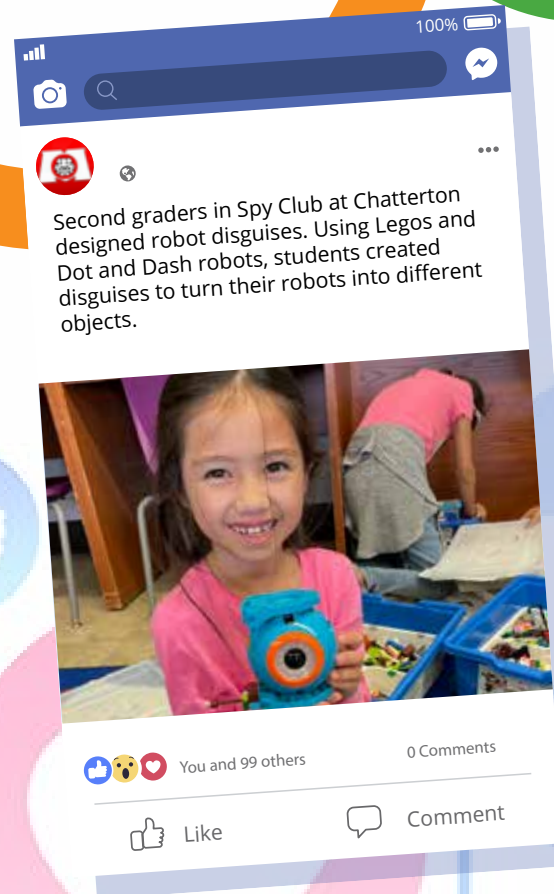 100%
Second graders in Spy Club at Chatterton
designed robot disguises. Using Legos and
Dot and Dash robots, students created
disguises to turn their robots into different
objects.
You and 99 others
0 Comments
Like
Comment